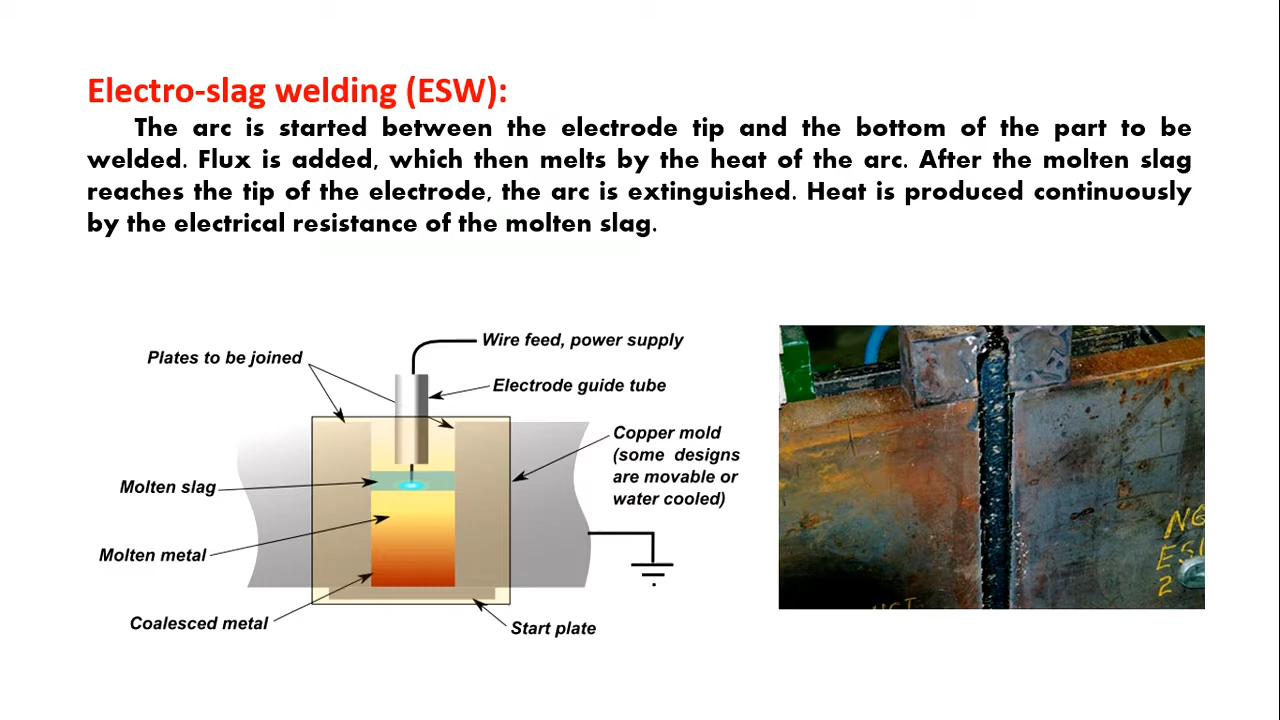 Electro-slag welding (ESW):
The arc is started between the electrode tip and the bottom of the part to be
welded. Flux is added, which then melts by the heat of the arc. After the molten slag
reaches the tip of the electrode, the arc is extinguished. Heat is produced continuously
by the electrical resistance of the molten slag.
Wire feed, power supply
Plates to be joined
Electrode guide tube
Copper mold
(some designs
are movable or
water cooled)
Molten slag
Molten metal
Coalesced metal
Start plate
2